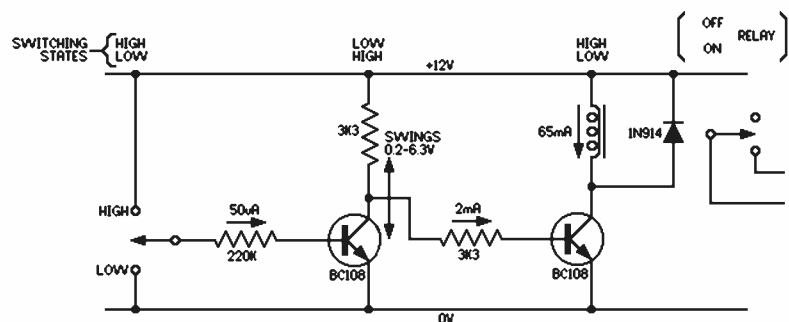 SWITCHING STATES
HIGH
LOW
LOW
HIGH
HIGH
LOW
OFF
ON
RELAY
+12V
3K3
SWINGS
0.2-6.3V
65mA
1N914
HIGH
50uA
2mA
220K
3K3
LOW
BC108
BC108
0V